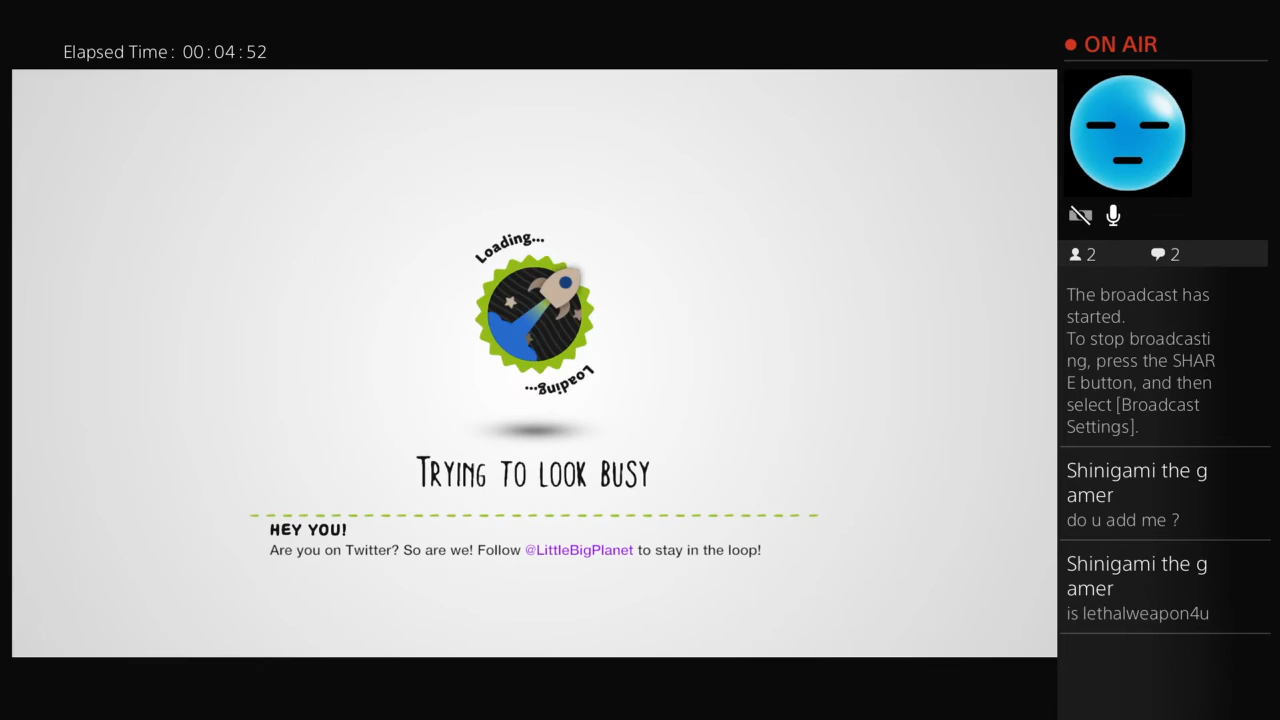 Elapsed Time: 00:04:52
ON AIR
2
2
Loading...
Loading...
TRYING TO LOOK BUSY
HEY YOU!
Are you on Twitter? So are we! Follow @LittleBigPlanet to stay in the loop!
The broadcast has
started.
To stop broadcasti
ng, press the SHAR
E button, and then
select [Broadcast
Settings].
Shinigami the g
amer
do u add me ?
Shinigami the g
amer
is lethalweapon4u